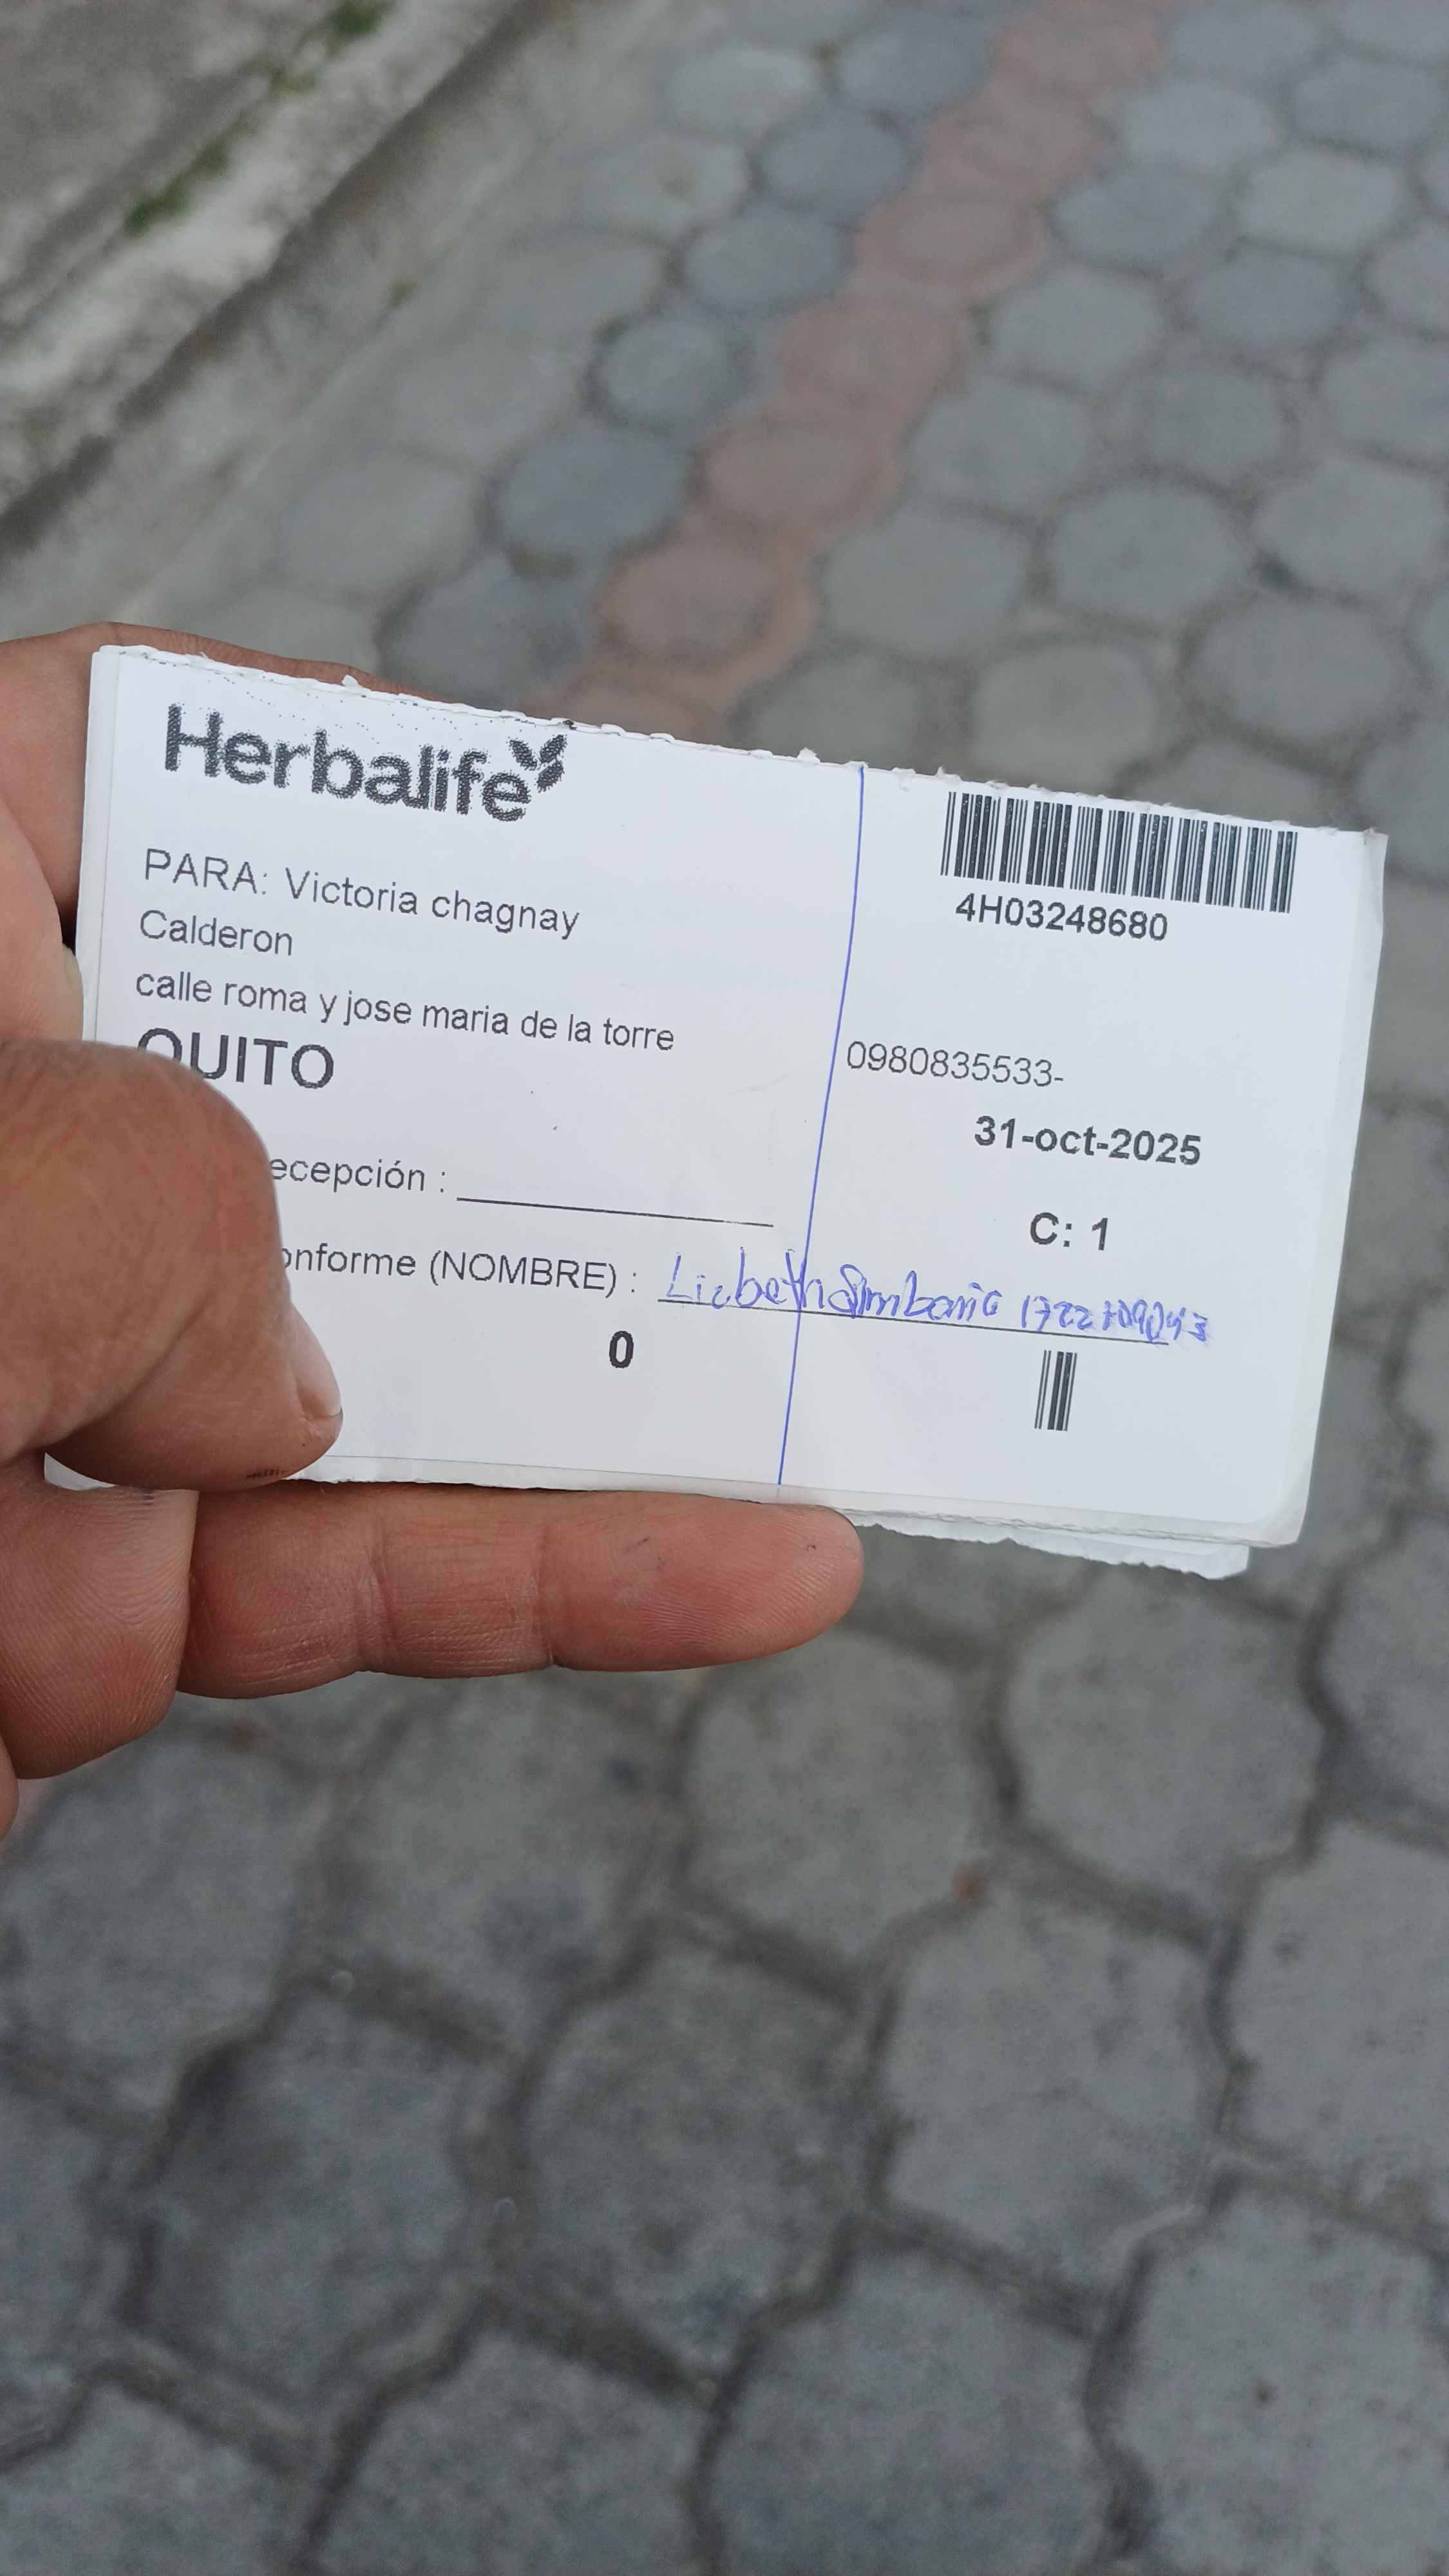 Herbalife
4H03248680
PARA: Victoria chagnay
Calderon
calle roma y jose maria de la torre
QUITO
0980835533-
31-oct-2025
ecepción :
C: 1
onforme (NOMBRE) : Lizbeth
0